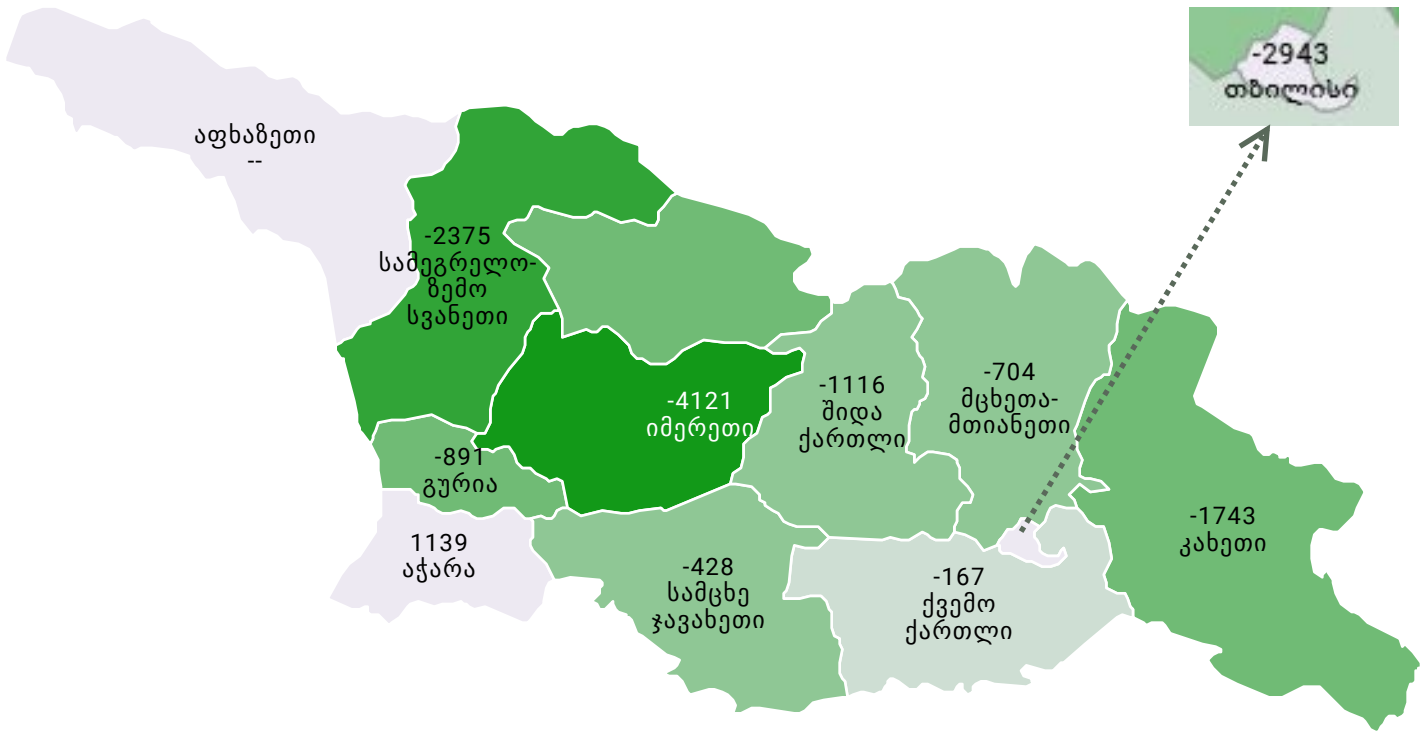 -2943
თბილისი
აფხაზეთი
--
-2375
სამეგრელო-
ზემო
სვანეთი
-4121
იმერეთი
-1116
შიდა
ქართლი
-704
მცხეთა-
მთიანეთი
-891
გურია
1139
აჭარა
-428
სამცხე
ჯავახეთი
-167
ქვემო
ქართლი
-1743
კახეთი